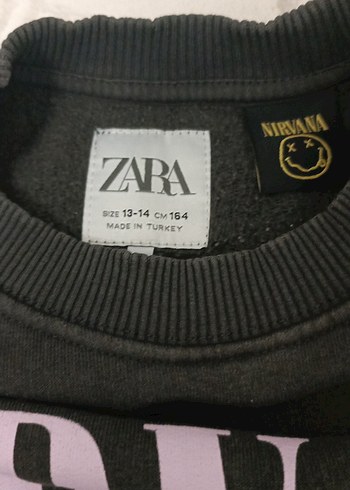 NIRVANA
ZARA
SIZE 13-14 CM 164
MADE IN TURKEY